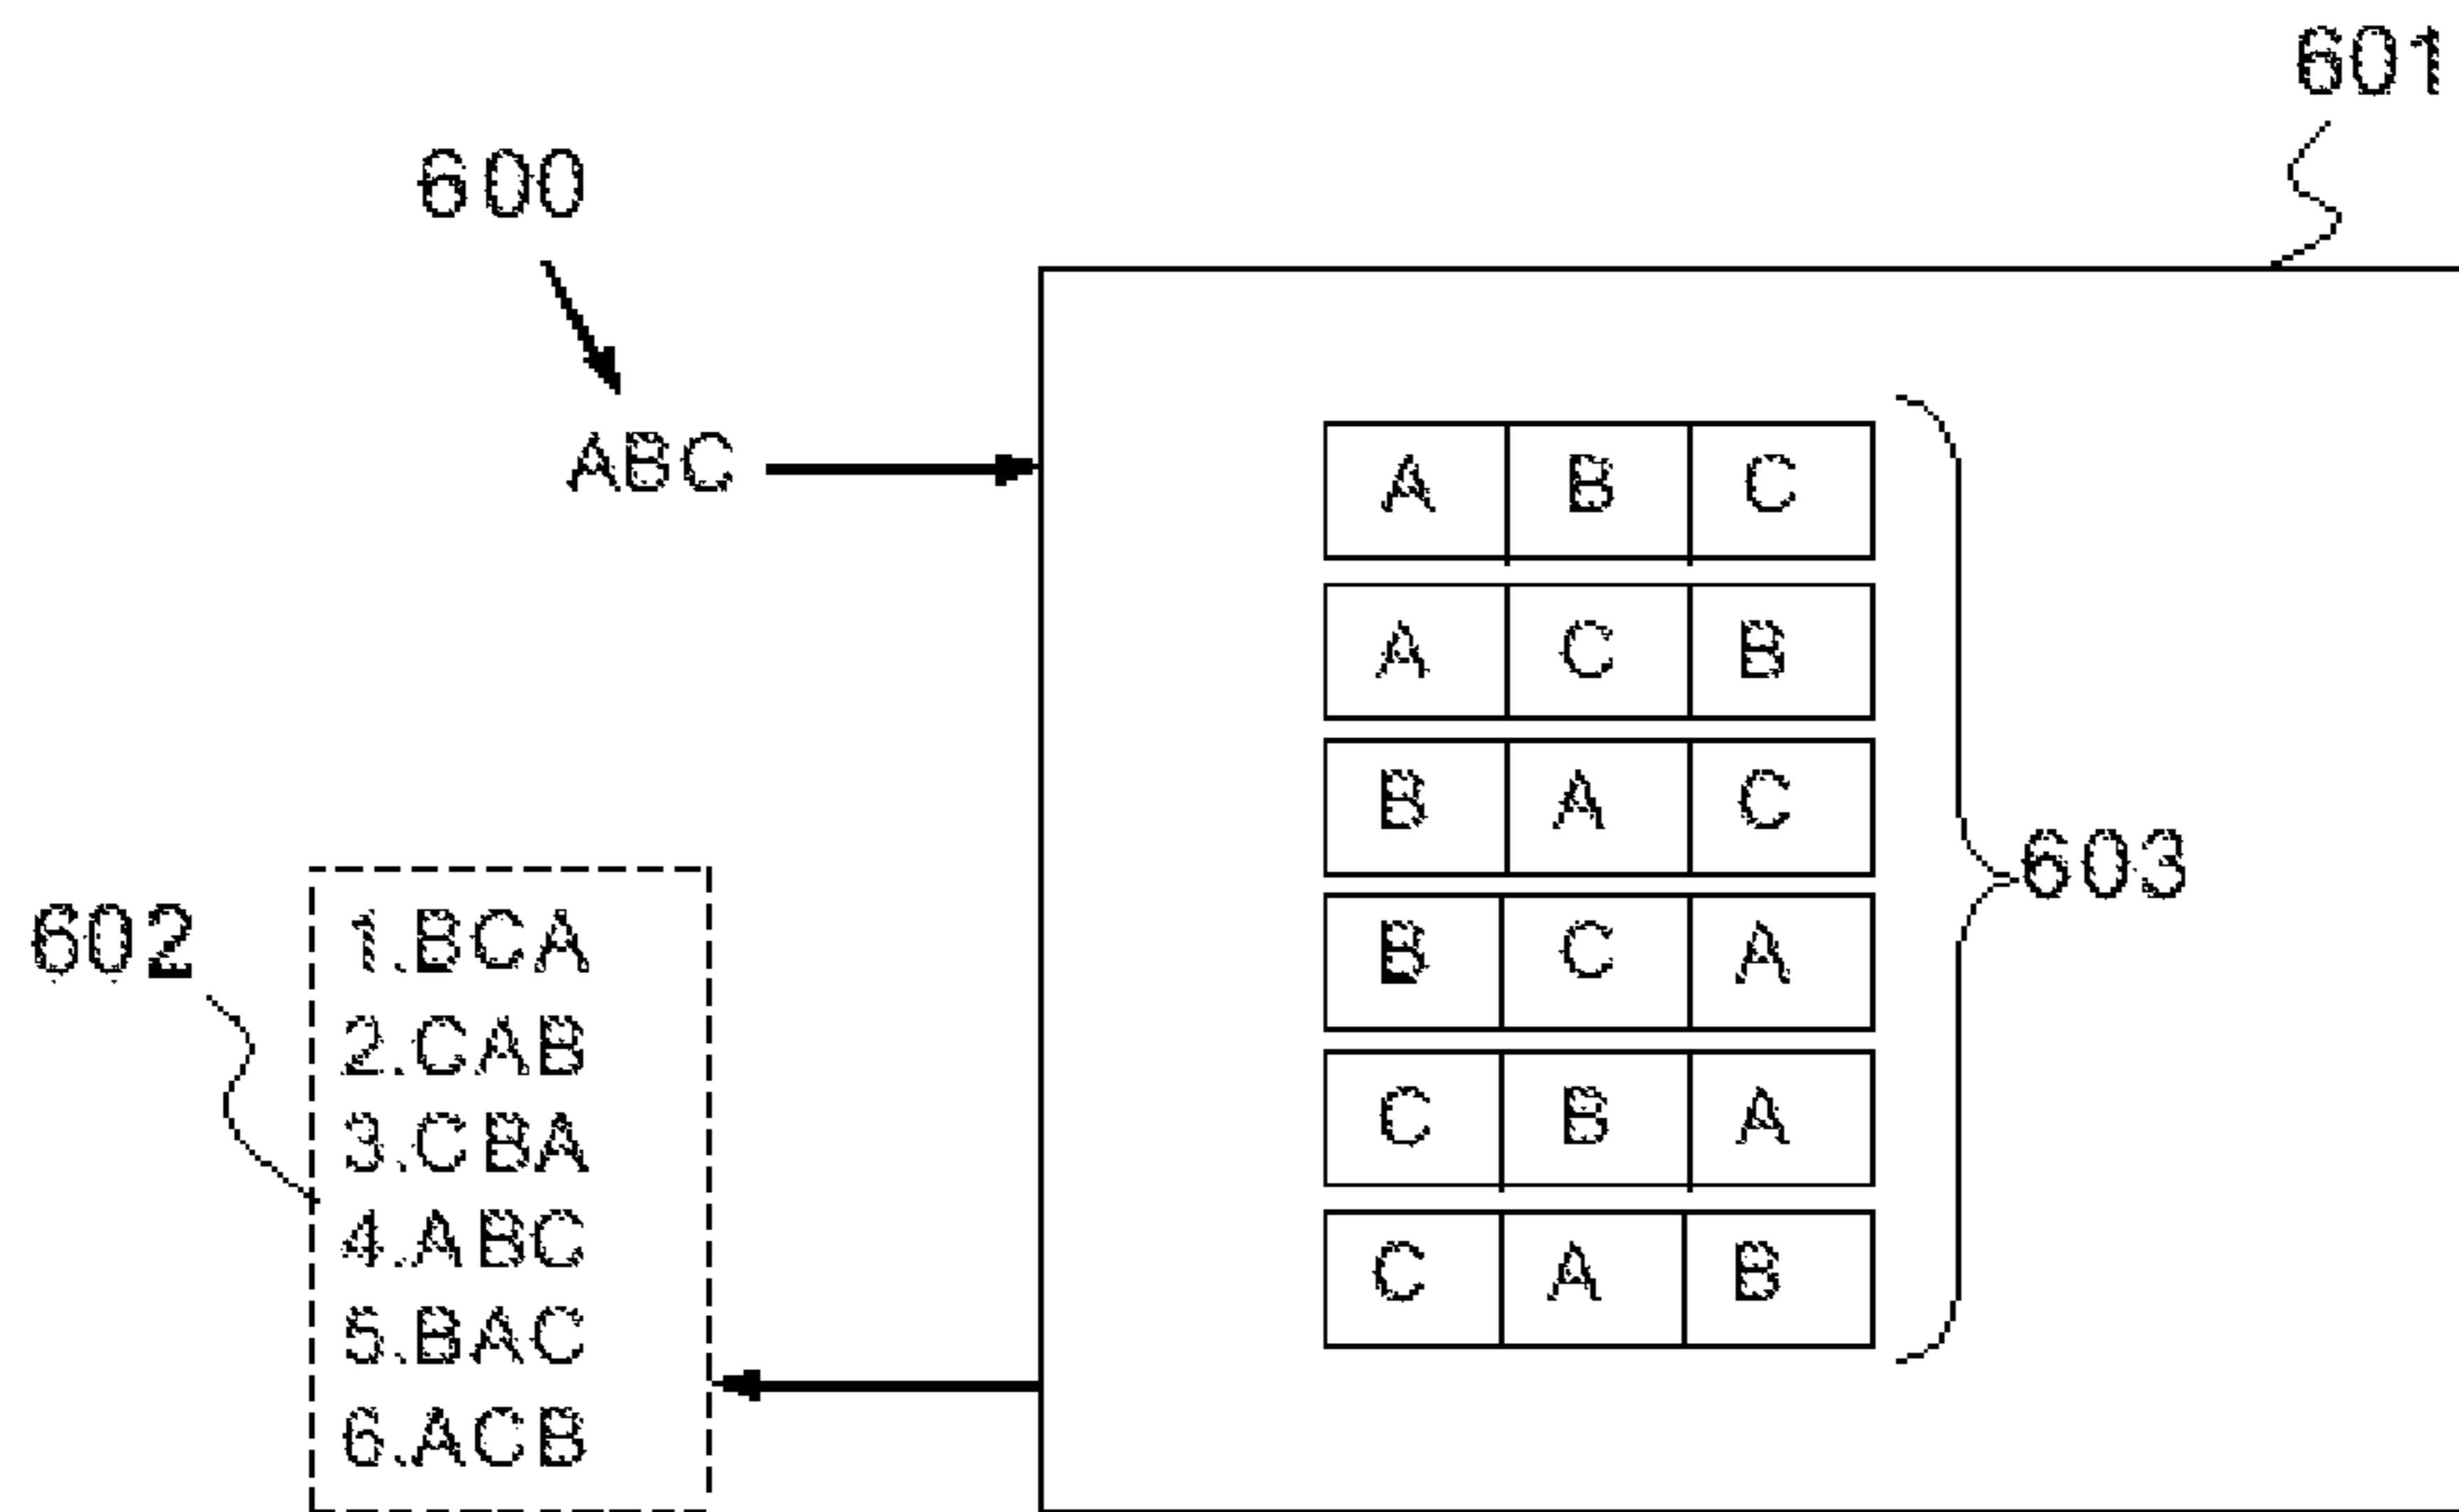 601
600
ABC
A B C
A C B
B A C
603
B C A
602
1.BCA
2.CAB
3.CBA
4.ABC
5.BAC
6.ACB
C B A
C A B